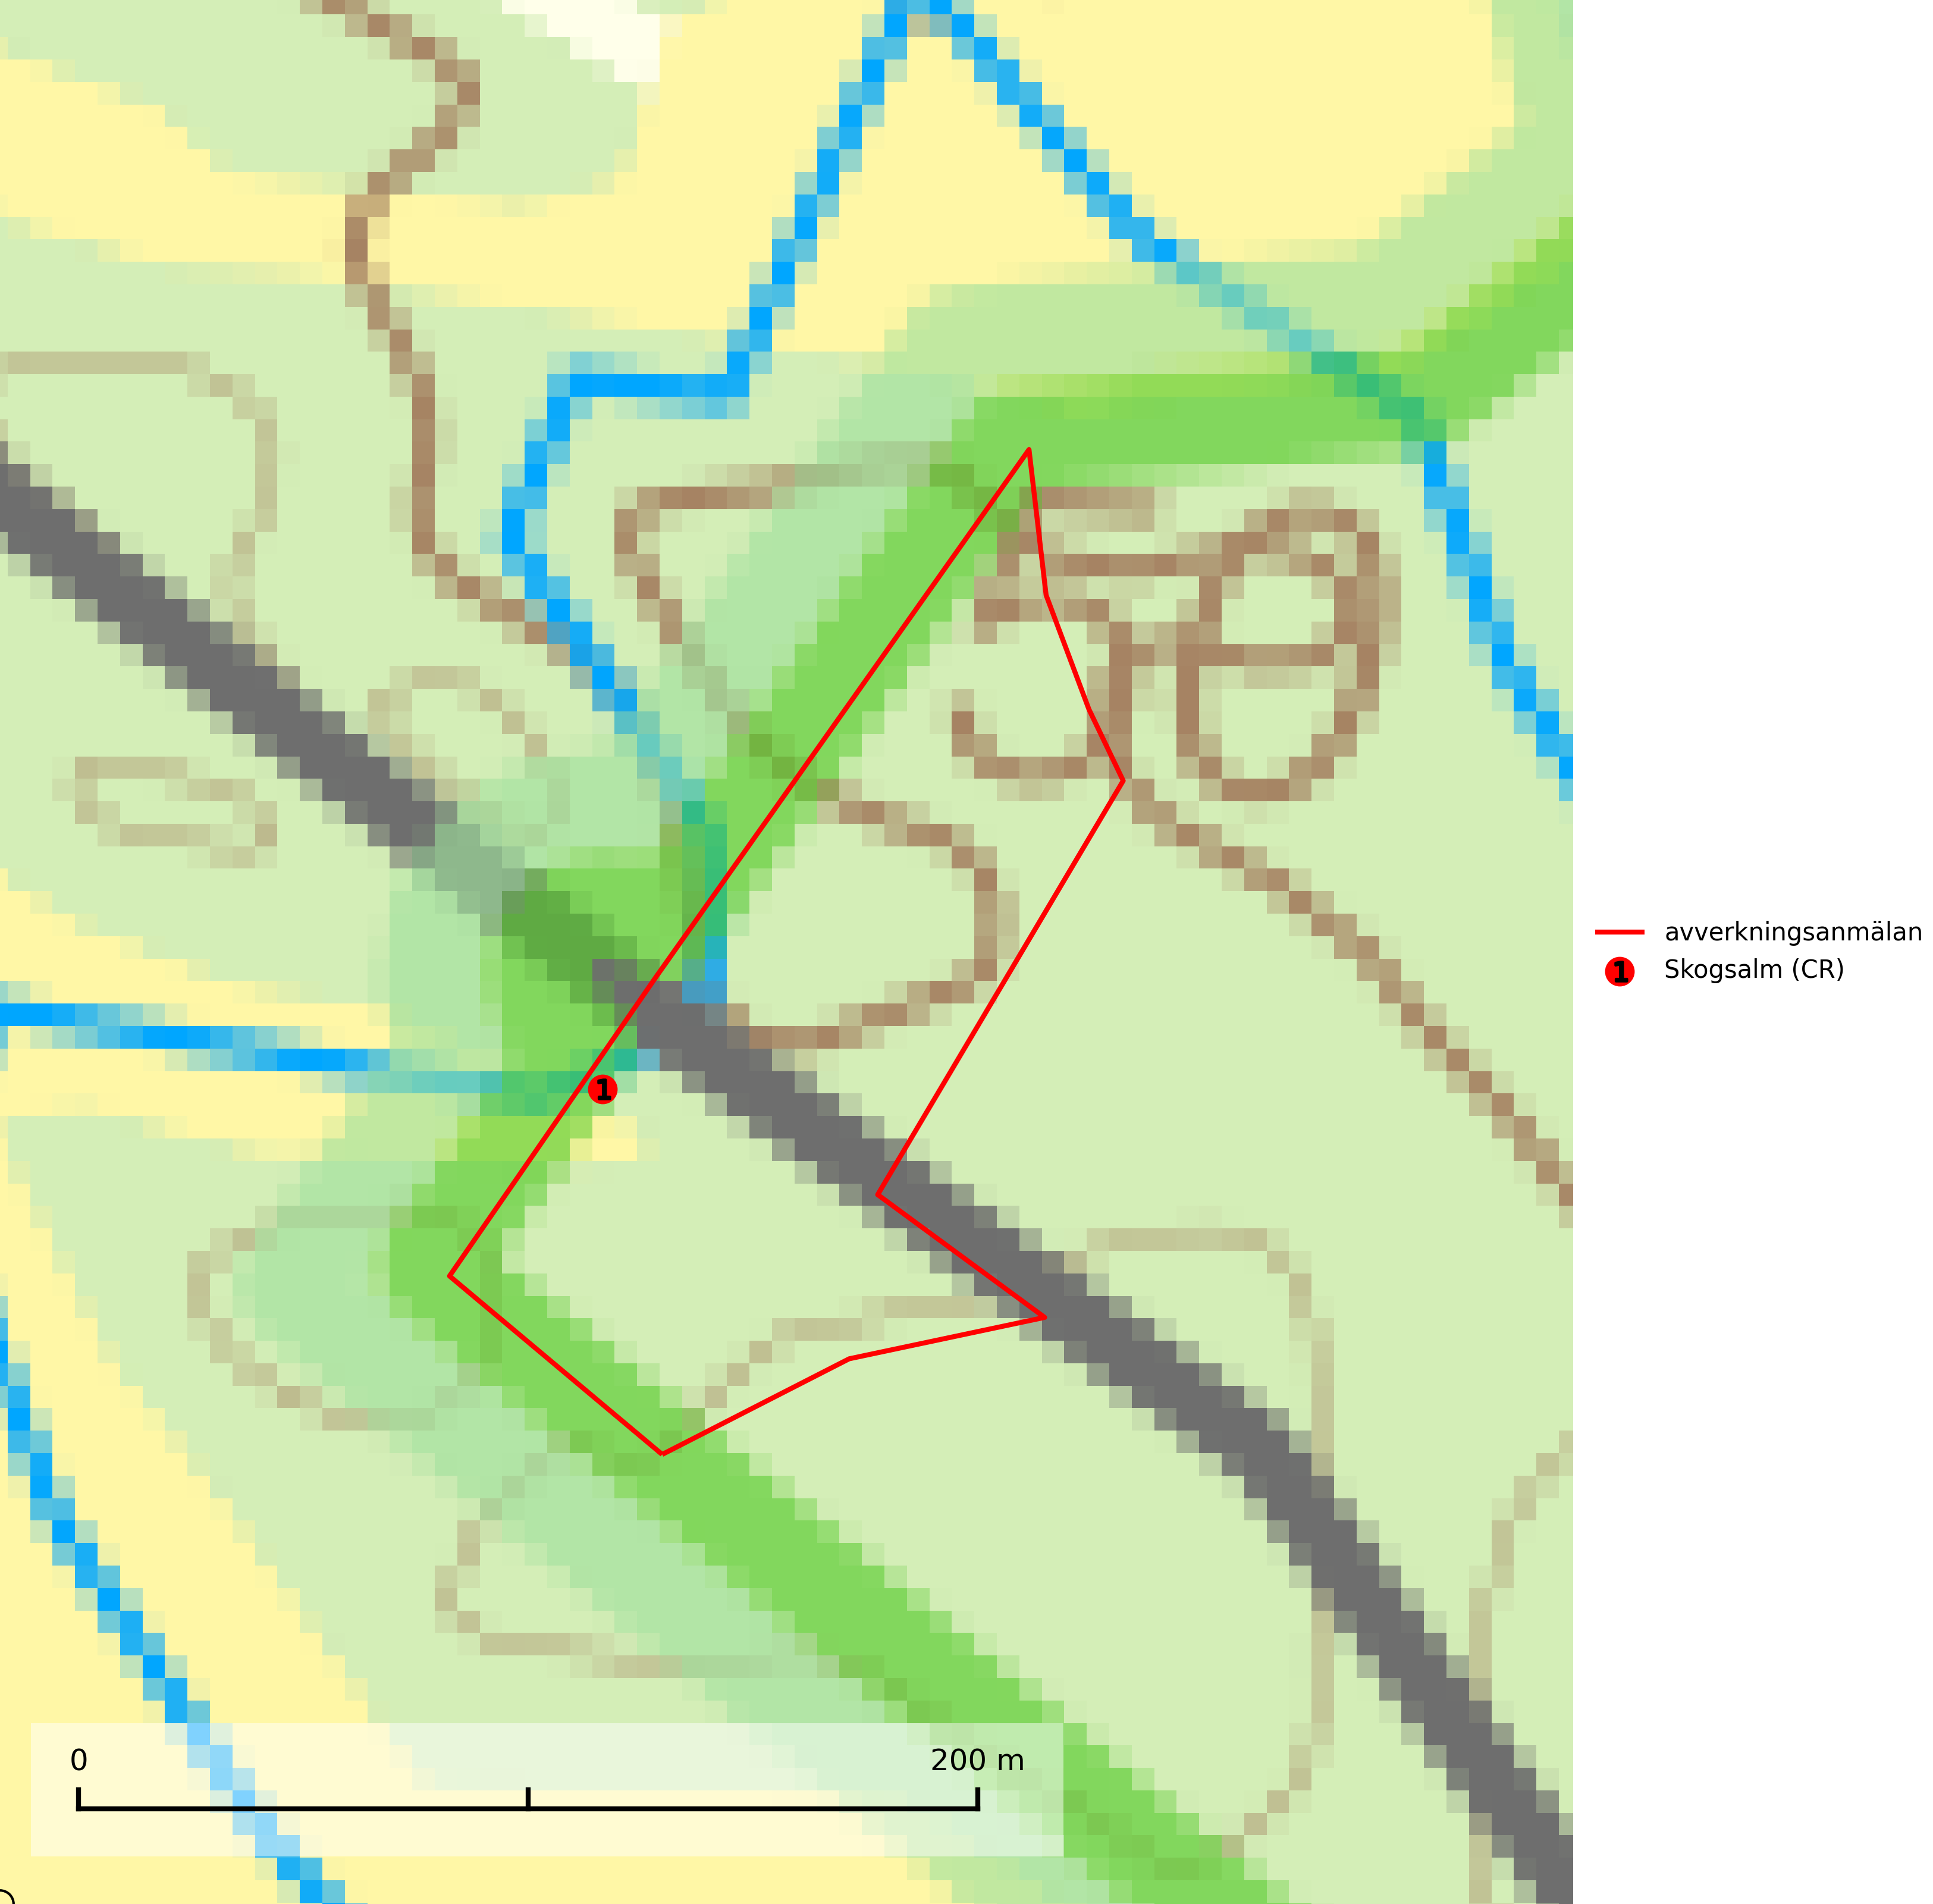 avverkningsanmälan
1 Skogsalm (CR)
1
0 200 m